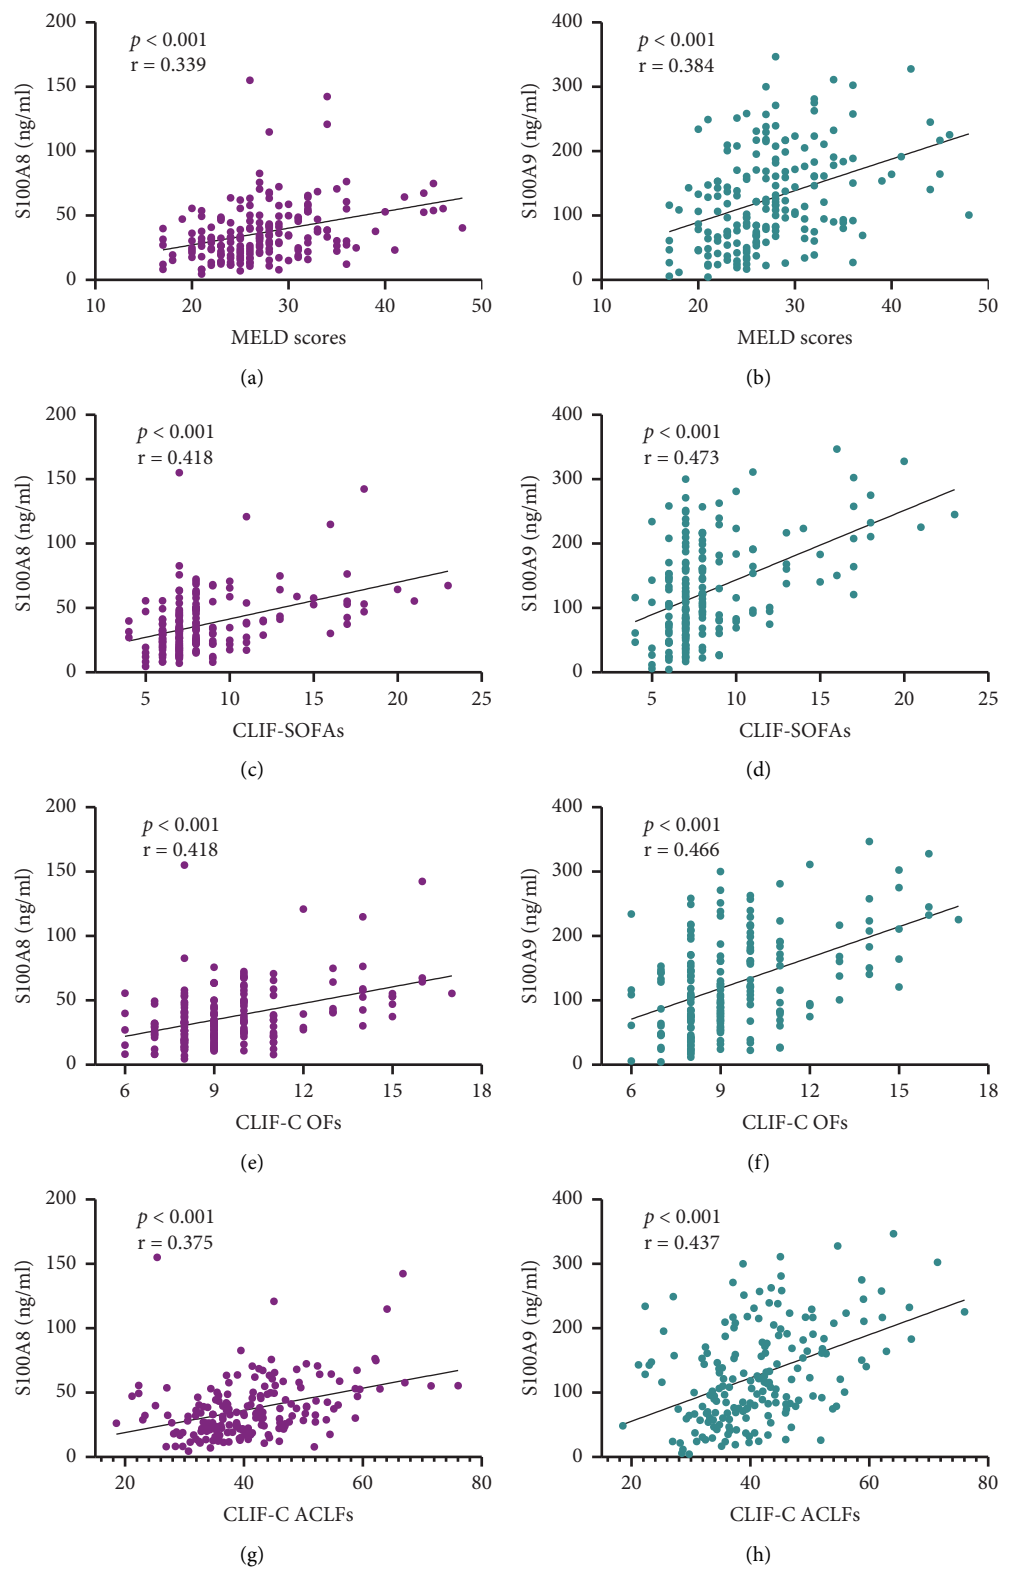 200
150
100
50
0
S100A8 (ng/ml)
p < 0.001
r = 0.339
10 20 30 40 50
MELD scores
(a)
400
300
200
100
0
S100A9 (ng/ml)
p < 0.001
r = 0.384
10 20 30 40 50
MELD scores
(b)
200
150
100
50
0
S100A8 (ng/ml)
p < 0.001
r = 0.418
5 10 15 20 25
CLIF-SOFAs
(c)
400
300
200
100
0
S100A9 (ng/ml)
p < 0.001
r = 0.473
5 10 15 20 25
CLIF-SOFAs
(d)
200
150
100
50
0
S100A8 (ng/ml)
p < 0.001
r = 0.418
6 9 12 15 18
CLIF-C OFs
(e)
400
300
200
100
0
S100A9 (ng/ml)
p < 0.001
r = 0.466
6 9 12 15 18
CLIF-C OFs
(f)
200
150
100
50
0
S100A8 (ng/ml)
p < 0.001
r = 0.375
20 40 60 80
CLIF-C ACLFs
(g)
400
300
200
100
0
S100A9 (ng/ml)
p < 0.001
r = 0.437
20 40 60 80
CLIF-C ACLFs
(h)